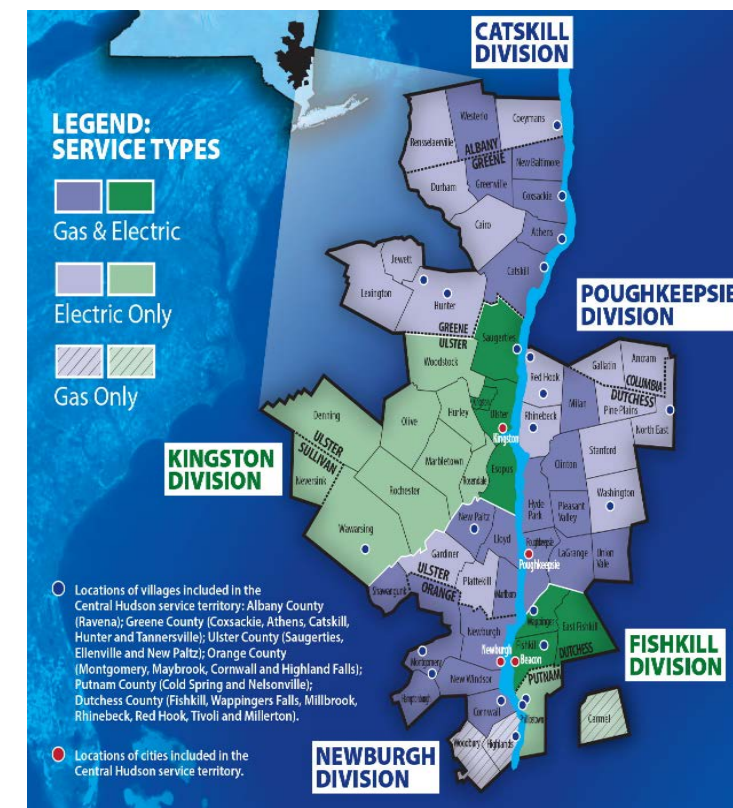 CATSKILL
DIVISION
LEGEND:
SERVICE TYPES
Gas & Electric
Electric Only
Gas Only
Westerlo
Coeymans
Rensselaerville
ALBANY
GREENE
New Baltimore
Durham
Greenville
Coxsackie
Cairo
Athens
Catskill
Jewett
Lexington
Hunter
GREENE
ULSTER
POUGHKEEPSIE
DIVISION
Saugerties
Woodstock
Red Hook
Gallatin
Ancram
COLUMBIA
DUTCHESS
Milan
Pine Plains
Rhinebeck
North East
Denning
Olive
Hurley
Ulster
Kingston
ULSTER
SULLIVAN
Neversink
Marbletown
Rosendale
Esopus
Rochester
Clinton
Stanford
Washington
KINGSTON
DIVISION
Wawarsing
New Paltz
Lloyd
Hyde
Park
Pleasant
Valley
Gardiner
Plattekill
Poughkeepsie
Poughkeepsie
LaGrange
Union
Vale
ULSTER
ORANGE
Shawangunk
Marlboro
Newburgh
Wappinger
East Fishkill
Fishkill
DUTCHESS
Newburgh
Beacon
PUTNAM
FISHKILL
DIVISION
Montgomery
New Windsor
Cornwall
Philipstown
Carmel
Woodbury
Highlands
Locations of villages included in the
Central Hudson service territory: Albany County
(Ravena); Greene County (Coxsackie, Athens, Catskill,
Hunter and Tannersville); Ulster County (Saugerties,
Ellenville and New Paltz); Orange County
(Montgomery, Maybrook, Cornwall and Highland Falls);
Putnam County (Cold Spring and Nelsonville);
Dutchess County (Fishkill, Wappingers Falls, Millbrook,
Rhinebeck, Red Hook, Tivoli and Millerton).
Locations of cities included in the
Central Hudson service territory.
NEWBURGH
DIVISION